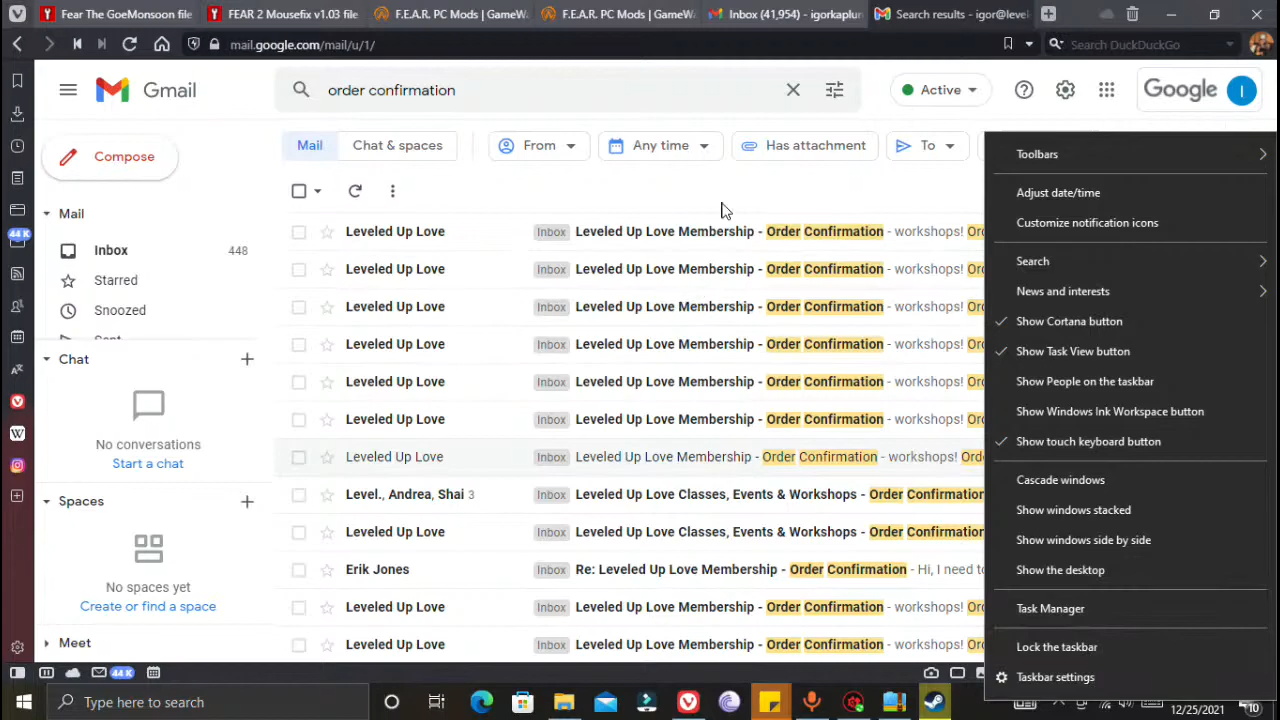 Fear The GoeMonsoon file
FEAR 2 Mousefix v1.03 file.
F.E.A.R. PC Mods | GameWa
F.E.A.R. PC Mods | GameWa
Inbox (41,954) - igorkaplun
Search results - igor@level
mail.google.com/mail/u/1/
Search DuckDuckGo
Gmail
order confirmation
Active
Google
I
Compose
Mail
Chat & spaces
From
Any time
Has attachment
To
Mail
Inbox 448
Starred
Snoozed
44 K
Chat
No conversations
Start a chat
Spaces
No spaces yet
Create or find a space
Meet
Leveled Up Love Inbox Leveled Up Love Membership - Order Confirmation - workshops!
Leveled Up Love Inbox Leveled Up Love Membership - Order Confirmation - workshops!
Leveled Up Love Inbox Leveled Up Love Membership - Order Confirmation - workshops!
Leveled Up Love Inbox Leveled Up Love Membership - Order Confirmation - workshops!
Leveled Up Love Inbox Leveled Up Love Membership - Order Confirmation - workshops!
Leveled Up Love Inbox Leveled Up Love Membership - Order Confirmation - workshops!
Leveled Up Love Inbox Leveled Up Love Membership - Order Confirmation - workshops!
Level., Andrea, Shai 3 Inbox Leveled Up Love Classes, Events & Workshops - Order Confirmation
Leveled Up Love Inbox Leveled Up Love Classes, Events & Workshops - Order Confirmation
Erik Jones Inbox Re: Leveled Up Love Membership - Order Confirmation - Hi, I need to
Leveled Up Love Inbox Leveled Up Love Membership - Order Confirmation - workshops!
Leveled Up Love Inbox Leveled Up Love Membership - Order Confirmation - workshops!
Toolbars
Adjust date/time
Customize notification icons
Search
News and interests
Show Cortana button
Show Task View button
Show People on the taskbar
Show Windows Ink Workspace button
Show touch keyboard button
Cascade windows
Show windows stacked
Show windows side by side
Show the desktop
Task Manager
Lock the taskbar
Taskbar settings
44 K
Type here to search
12/25/2021
10